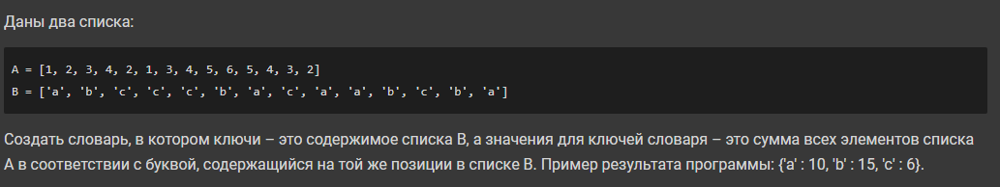 Даны два списка:
A = [1, 2, 3, 4, 2, 1, 3, 4, 5, 6, 5, 4, 3, 2]
B = ['a', 'b', 'c', 'c', 'c', 'b', 'a', 'c', 'a', 'a', 'b', 'c', 'b', 'a']
Создать словарь, в котором ключи – это содержимое списка B, а значения для ключей словаря – это сумма всех элементов списка
A в соответствии с буквой, содержащийся на той же позиции в списке B. Пример результата программы: {'a' : 10, 'b' : 15, 'c' : 6}.